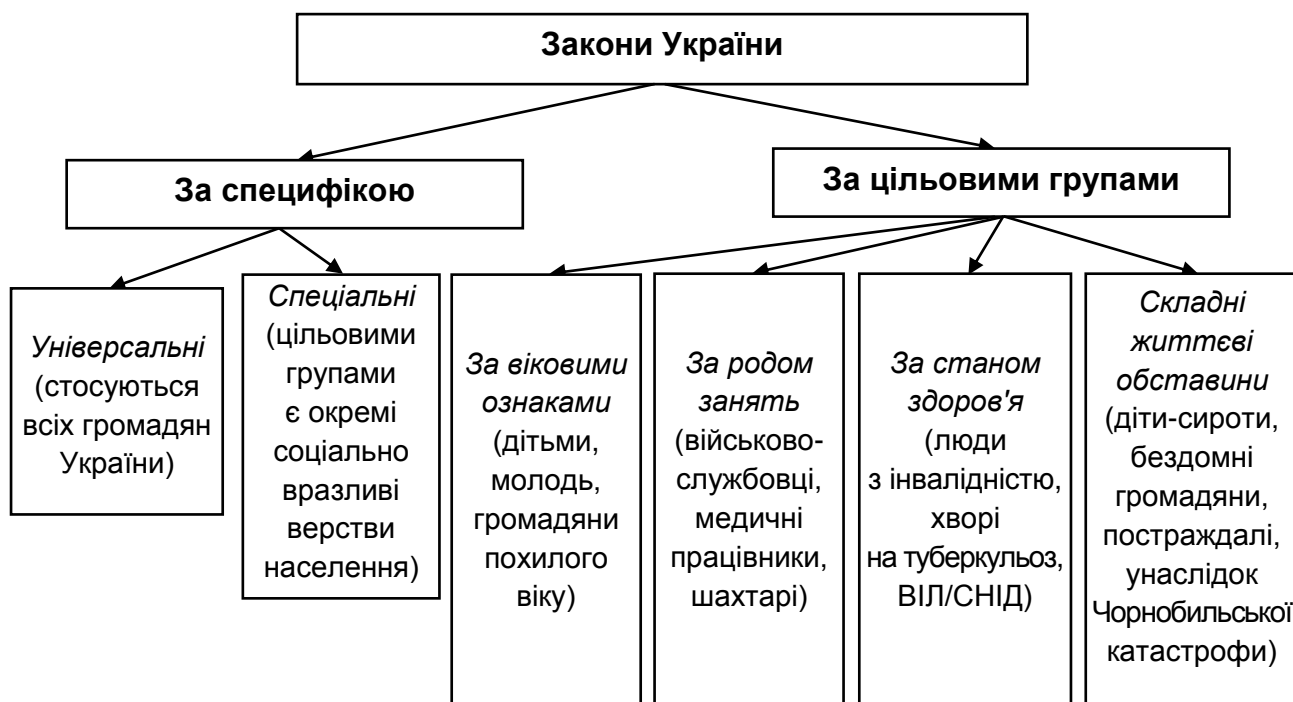 Закони України
За специфікою
За цільовими групами
Універсальні
(стосуються
всіх громадян
України)
Спеціальні
(цільовими
групами
є окремі
соціально
вразливі
верстви
населення)
За віковими
ознаками
(дітьми,
молодь,
громадяни
похилого
віку)
За родом
занять
(військово-
службовці,
медичні
працівники,
шахтарі)
За станом
здоров'я
(люди
з інвалідністю,
хворі
на туберкульоз,
ВІЛ/СНІД)
Складні
життєві
обставини
(діти-сироти,
бездомні
громадяни,
постраждалі,
унаслідок
Чорнобильської
катастрофи)